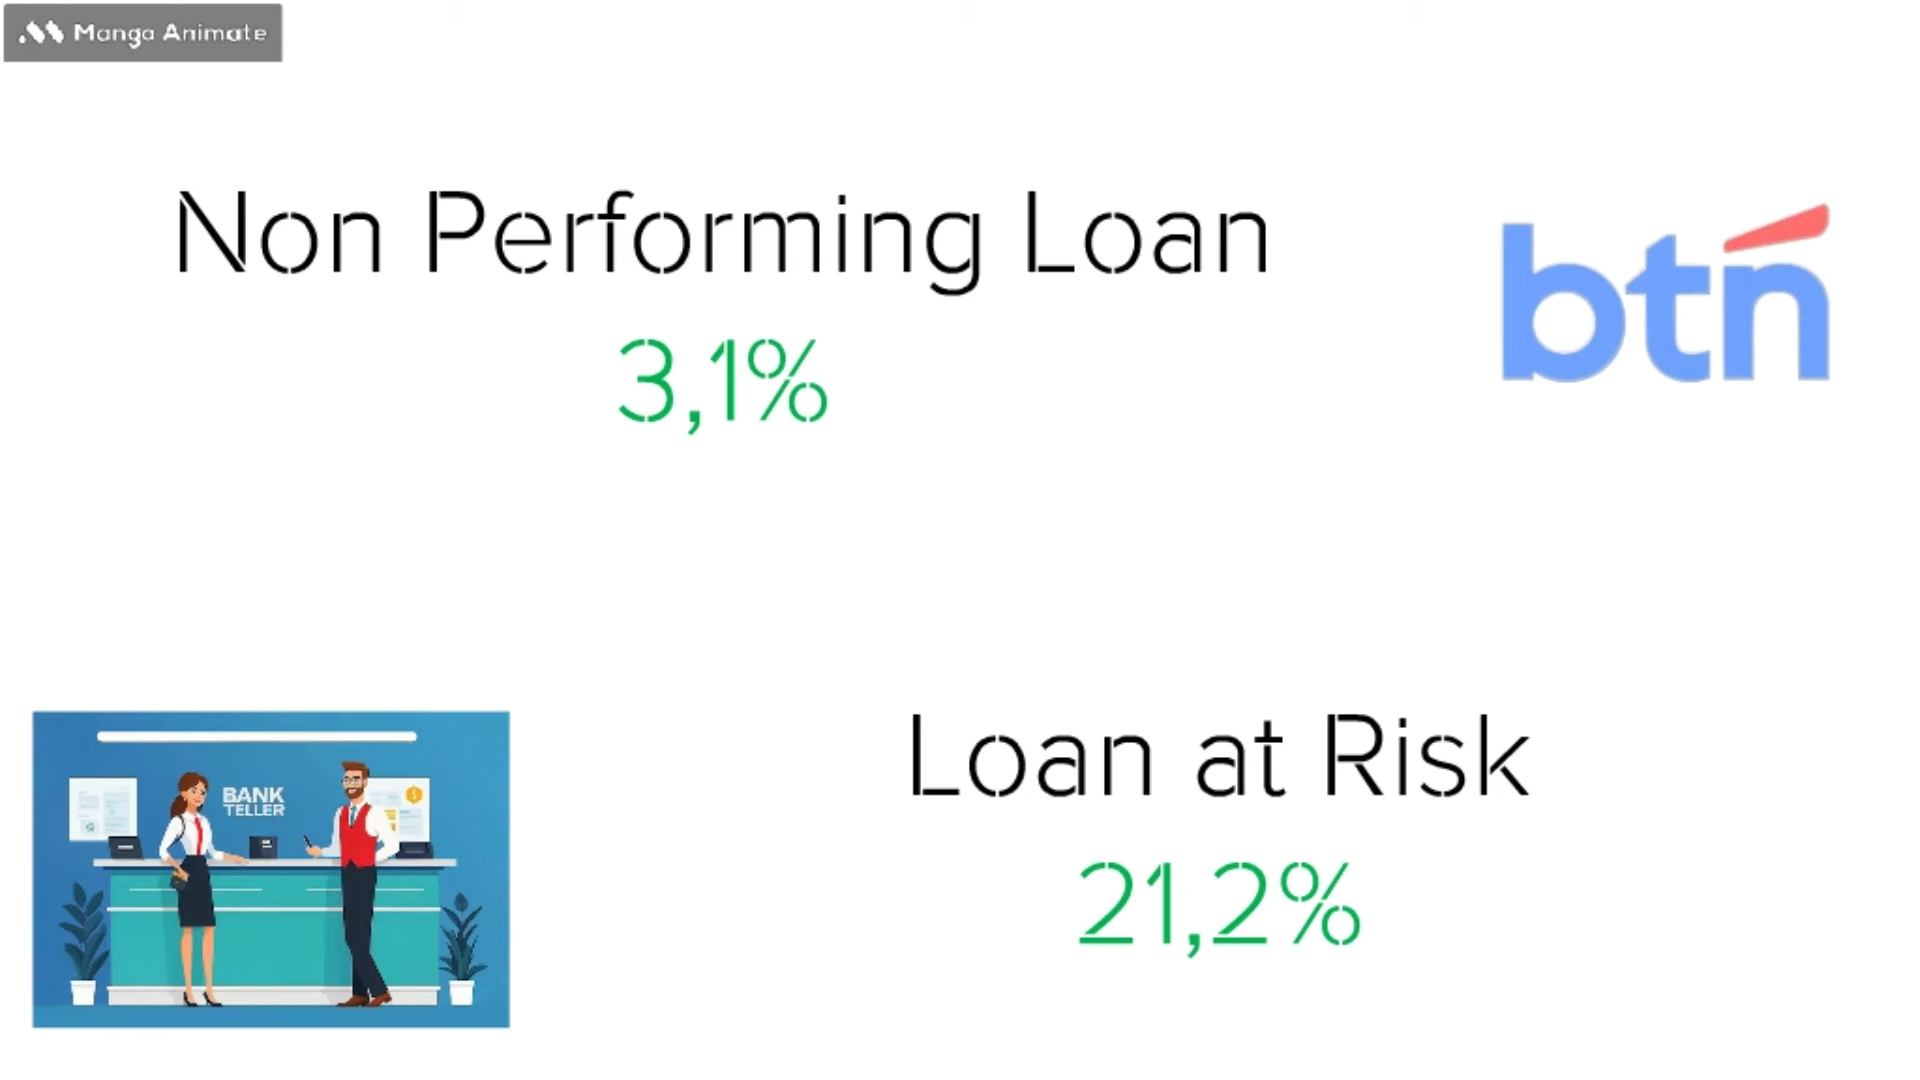 Manga Animate
Non Performing Loan
3,1%
btn
BANK
TELLER
Loan at Risk
21,2%